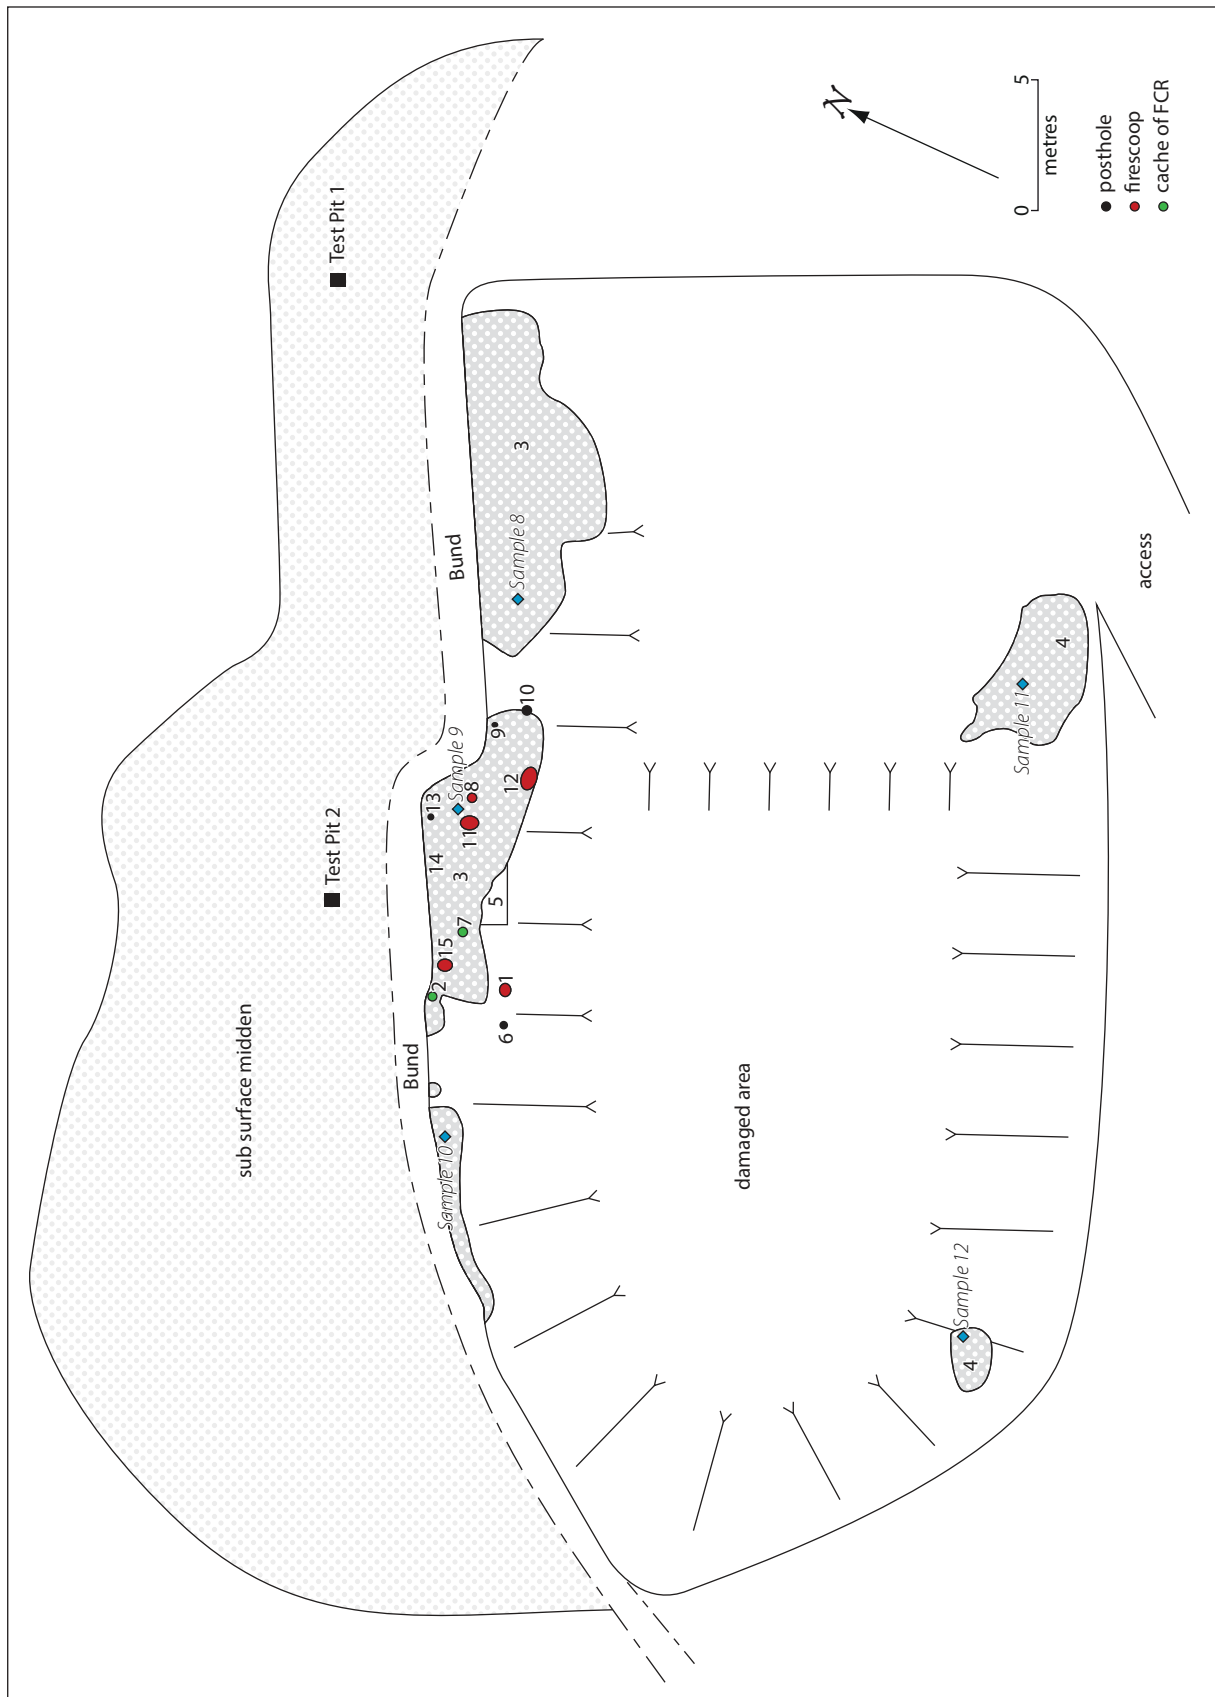 sub surface midden
Test Pit 2
Test Pit 1
Bund
Bund
Sample 10
2
15
7
14
3
13
Sample 9
11
8
9
10
12
5
1
6
Sample 8
3
damaged area
Sample 12
4
Sample 11
4
access
N
0
5
metres
posthole
firescoop
cache of FCR